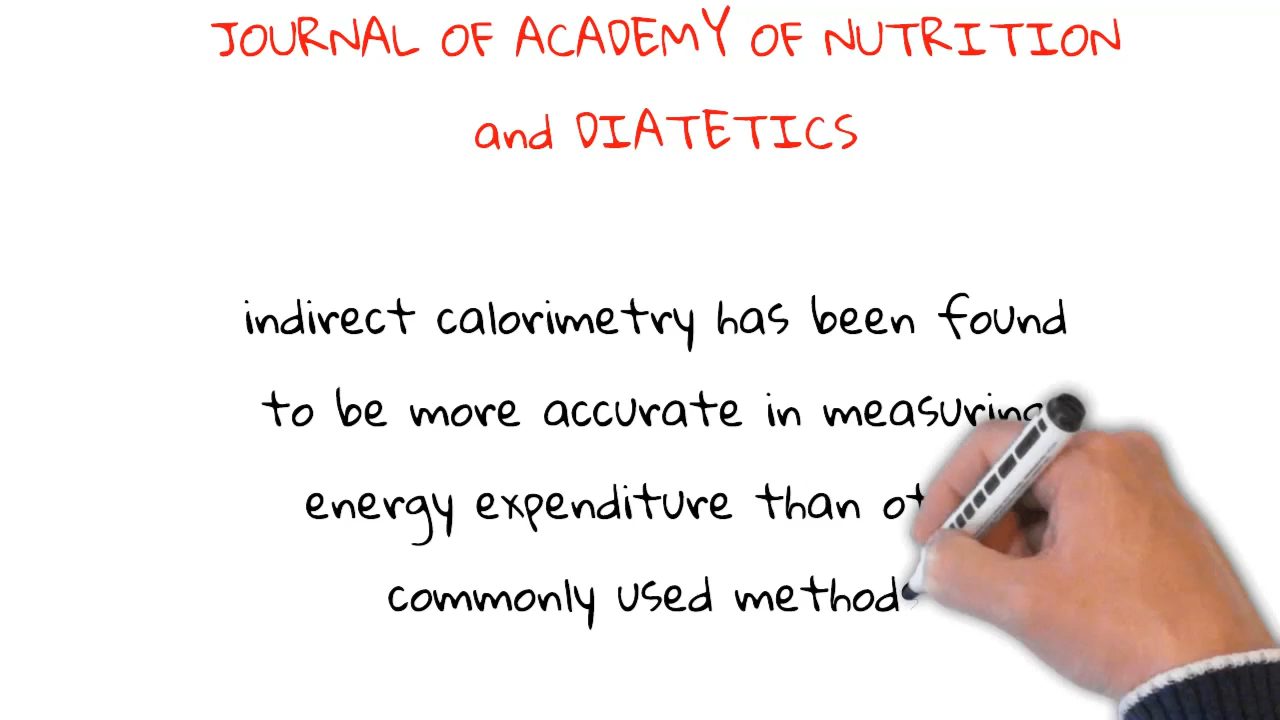 JOURNAL OF ACADEMY OF NUTRITION
and DIATETICS
indirect calorimetry has been found
to be more accurate in measuring
energy expenditure than
commonly used method